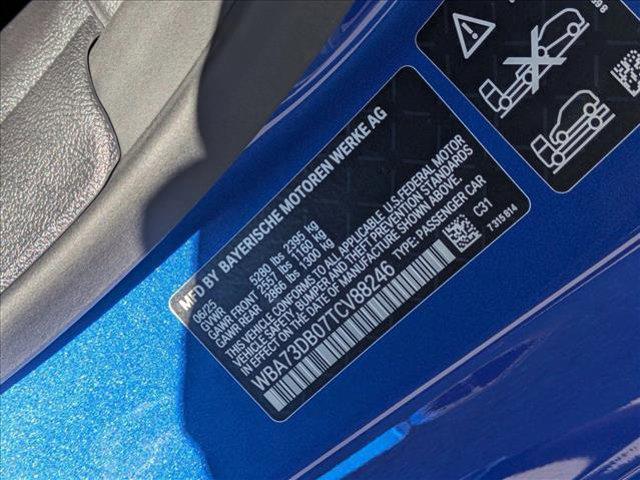 MFD BY BAYERISCHE MOTOREN WERKE AG
06/25
GVWR 5280 lbs 2395 kg
GAWR FRONT 2557 lbs 1160 kg
GAWR REAR 2866 lbs 1300 kg
THIS VEHICLE CONFORMS TO ALL APPLICABLE U.S.FEDERAL MOTOR
VEHICLE SAFETY, BUMPER AND THEFT PREVENTION STANDARDS
IN EFFECT ON THE DATE OF MANUFACTURE SHOWN ABOVE.
WBA73DB07TCV88246 TYPE: PASSENGER CAR
C31
7315814